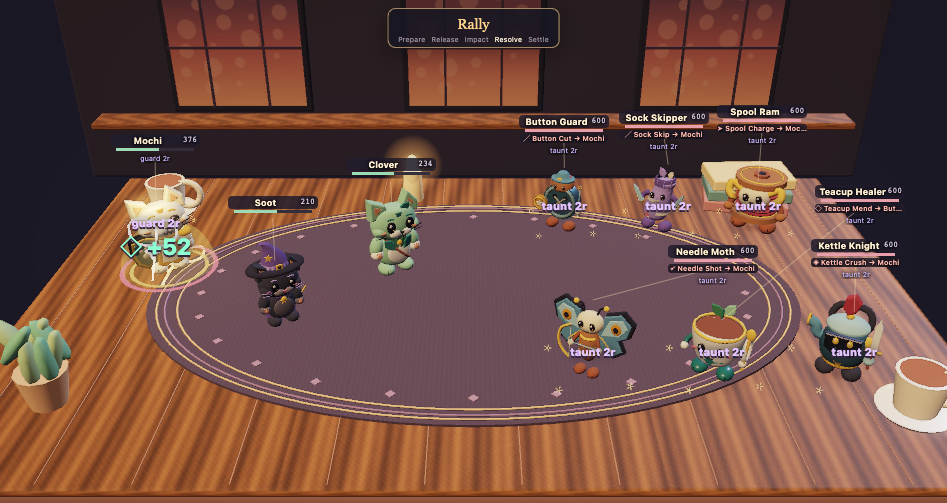 Rally
Prepare Release Impact Resolve Settle
Mochi 376
guard 2r
guard 2r
+52
Soot 210
Clover 234
Button Guard 600
Button Cut → Mochi
taunt 2r
taunt 2r
Sock Skipper 600
Sock Skip → Mochi
taunt 2r
taunt 2r
Spool Ram 600
Spool Charge → Moc...
taunt 2r
taunt 2r
Teacup Healer 600
Teacup Mend → But...
taunt 2r
taunt 2r
Needle Moth 600
Needle Shot → Mochi
taunt 2r
taunt 2r
Kettle Knight 600
Kettle Crush → Mochi
taunt 2r
taunt 2r